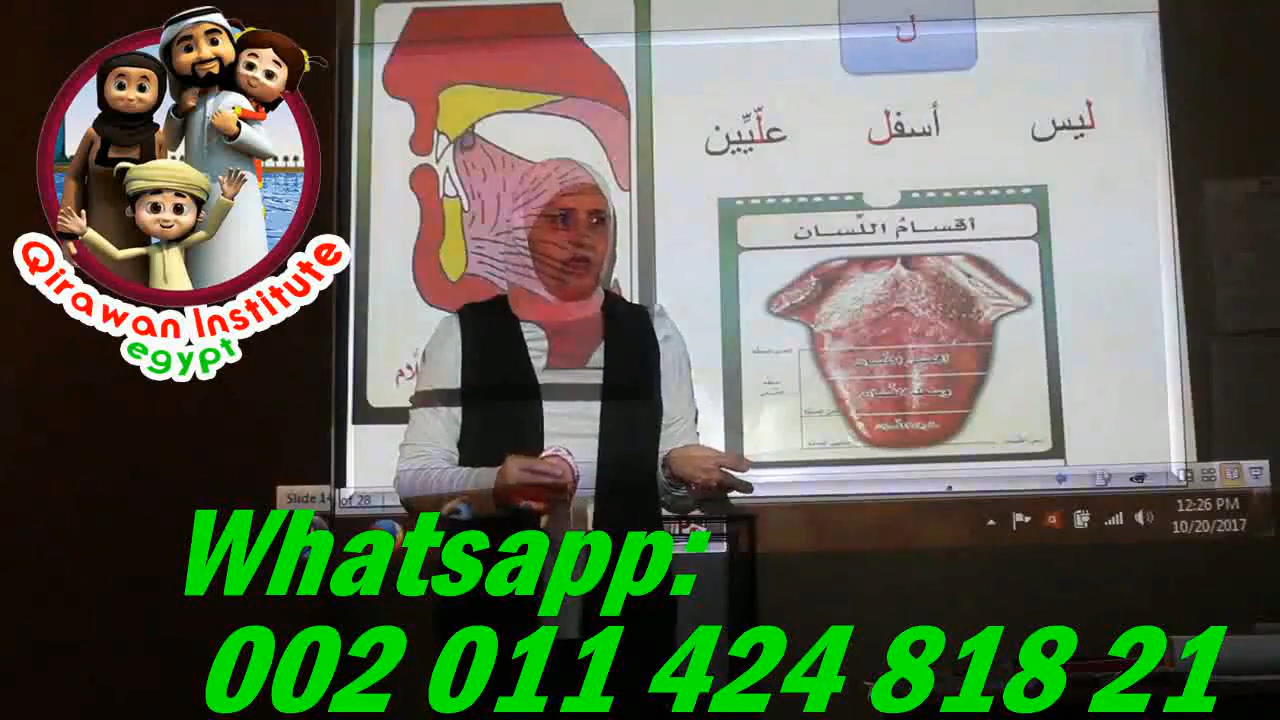 Qirawan Institute
egypt
ل
ليس أسفل علّيِّين
أقسامُ اللّسان
Slide 14 of 28
12:26 PM
10/20/2017
Whatsapp:
002 011 424 818 21